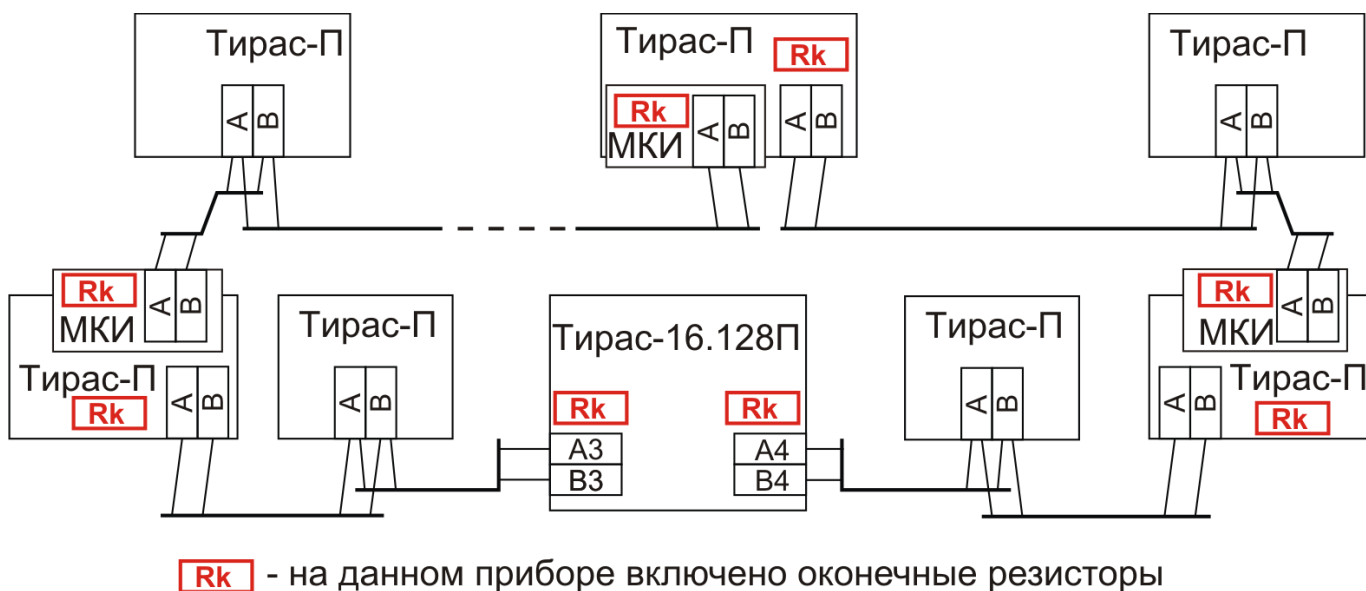 Тирас-П
A B
Тирас-П
Rk
Rk
МКИ
A B
A B
Тирас-П
A B
Rk
МКИ
A B
Тирас-П
Rk
A B
Тирас-П
A B
Тирас-16.128П
Rk
Rk
A3
B3
A4
B4
Тирас-П
A B
Rk
МКИ
A B
Тирас-П
Rk
A B
Rk - на данном приборе включено оконечные резисторы